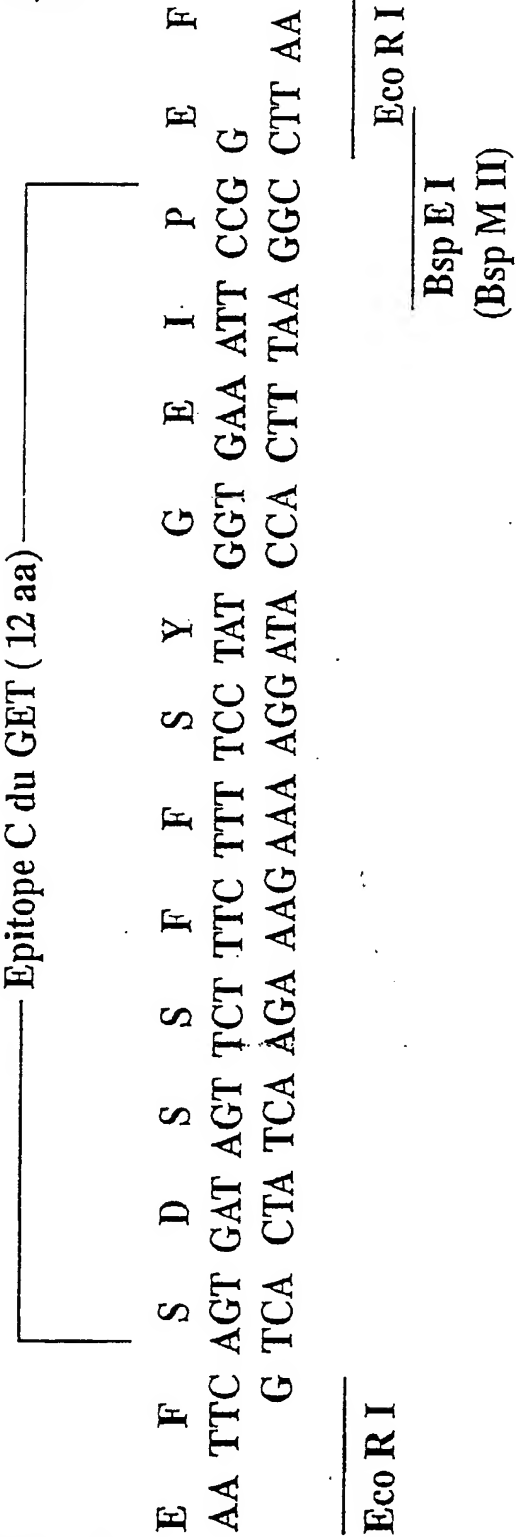 Epitope C du GET ( 12 aa)
E F S D S S F F S Y G E I P E F
AA TTC AGT GAT AGT TCT TTC TTT TCC TAT GGT GAA ATT CCG G
G TCA CTA TCA AGA AAG AAA AGG ATA CCA CTT TAA GGC CTT AA
Eco R I
Eco R I
Bsp E I
(Bsp M II)